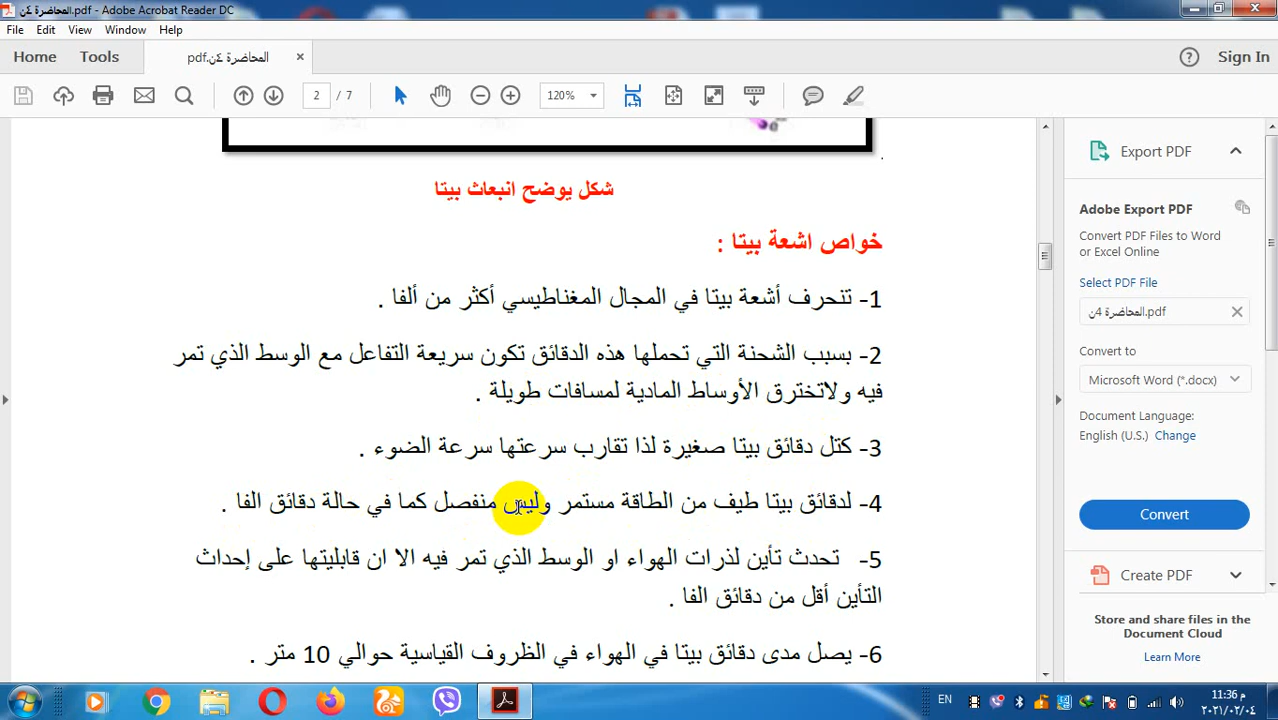 المحاضرة ٤ن.pdf - Adobe Acrobat Reader DC
File Edit View Window Help
Home Tools المحاضرة ٤ن.pdf × Sign In
2 / 7 120%
شكل يوضح انبعاث بيتا
خواص اشعة بيتا :
1- تنحرف أشعة بيتا في المجال المغناطيسي أكثر من ألفا .
2- بسبب الشحنة التي تحملها هذه الدقائق تكون سريعة التفاعل مع الوسط الذي تمر
فيه ولاتخترق الأوساط المادية لمسافات طويلة .
3- كتل دقائق بيتا صغيرة لذا تقارب سرعتها سرعة الضوء .
4- لدقائق بيتا طيف من الطاقة مستمر وليس منفصل كما في حالة دقائق الفا .
5- تحدث تأين لذرات الهواء او الوسط الذي تمر فيه الا ان قابليتها على إحداث
التأين أقل من دقائق الفا .
6- يصل مدى دقائق بيتا في الهواء في الظروف القياسية حوالي 10 متر .
Export PDF
Adobe Export PDF
Convert PDF Files to Word
or Excel Online
Select PDF File
المحاضرة 4ن.pdf
Convert to
Microsoft Word (*.docx)
Document Language:
English (U.S.) Change
Convert
Create PDF
Store and share files in the
Document Cloud
Learn More
EN
11:36 م
٢٠٢١/٠٢/٠٤